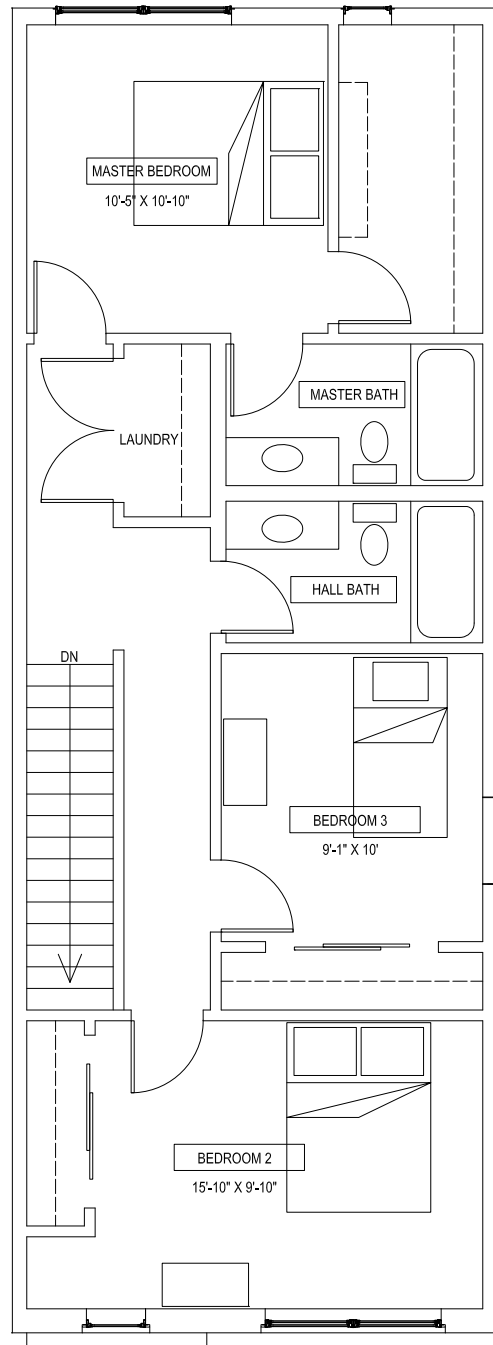 MASTER BEDROOM
10'-5" X 10'-10"
MASTER BATH
LAUNDRY
HALL BATH
DN
BEDROOM 3
9'-1" X 10'
BEDROOM 2
15'-10" X 9'-10"